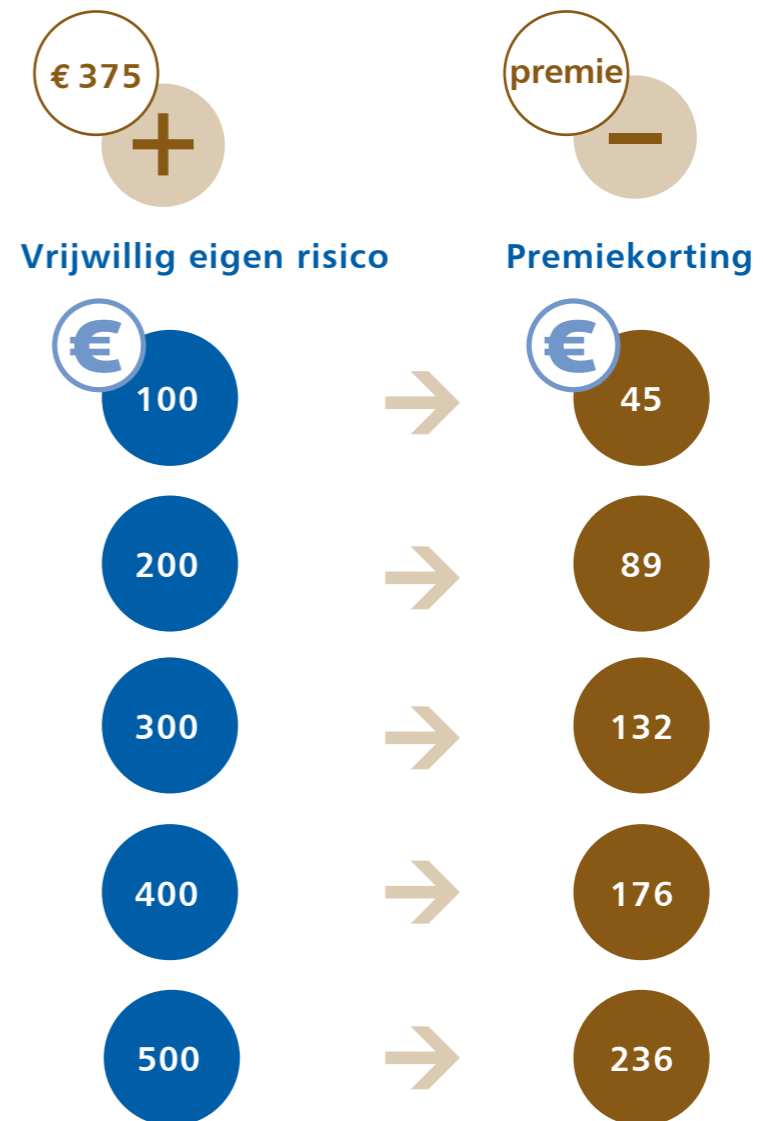 € 375 premie
+ −
Vrijwillig eigen risico Premiekorting
€ €
100 → 45
200 → 89
300 → 132
400 → 176
500 → 236